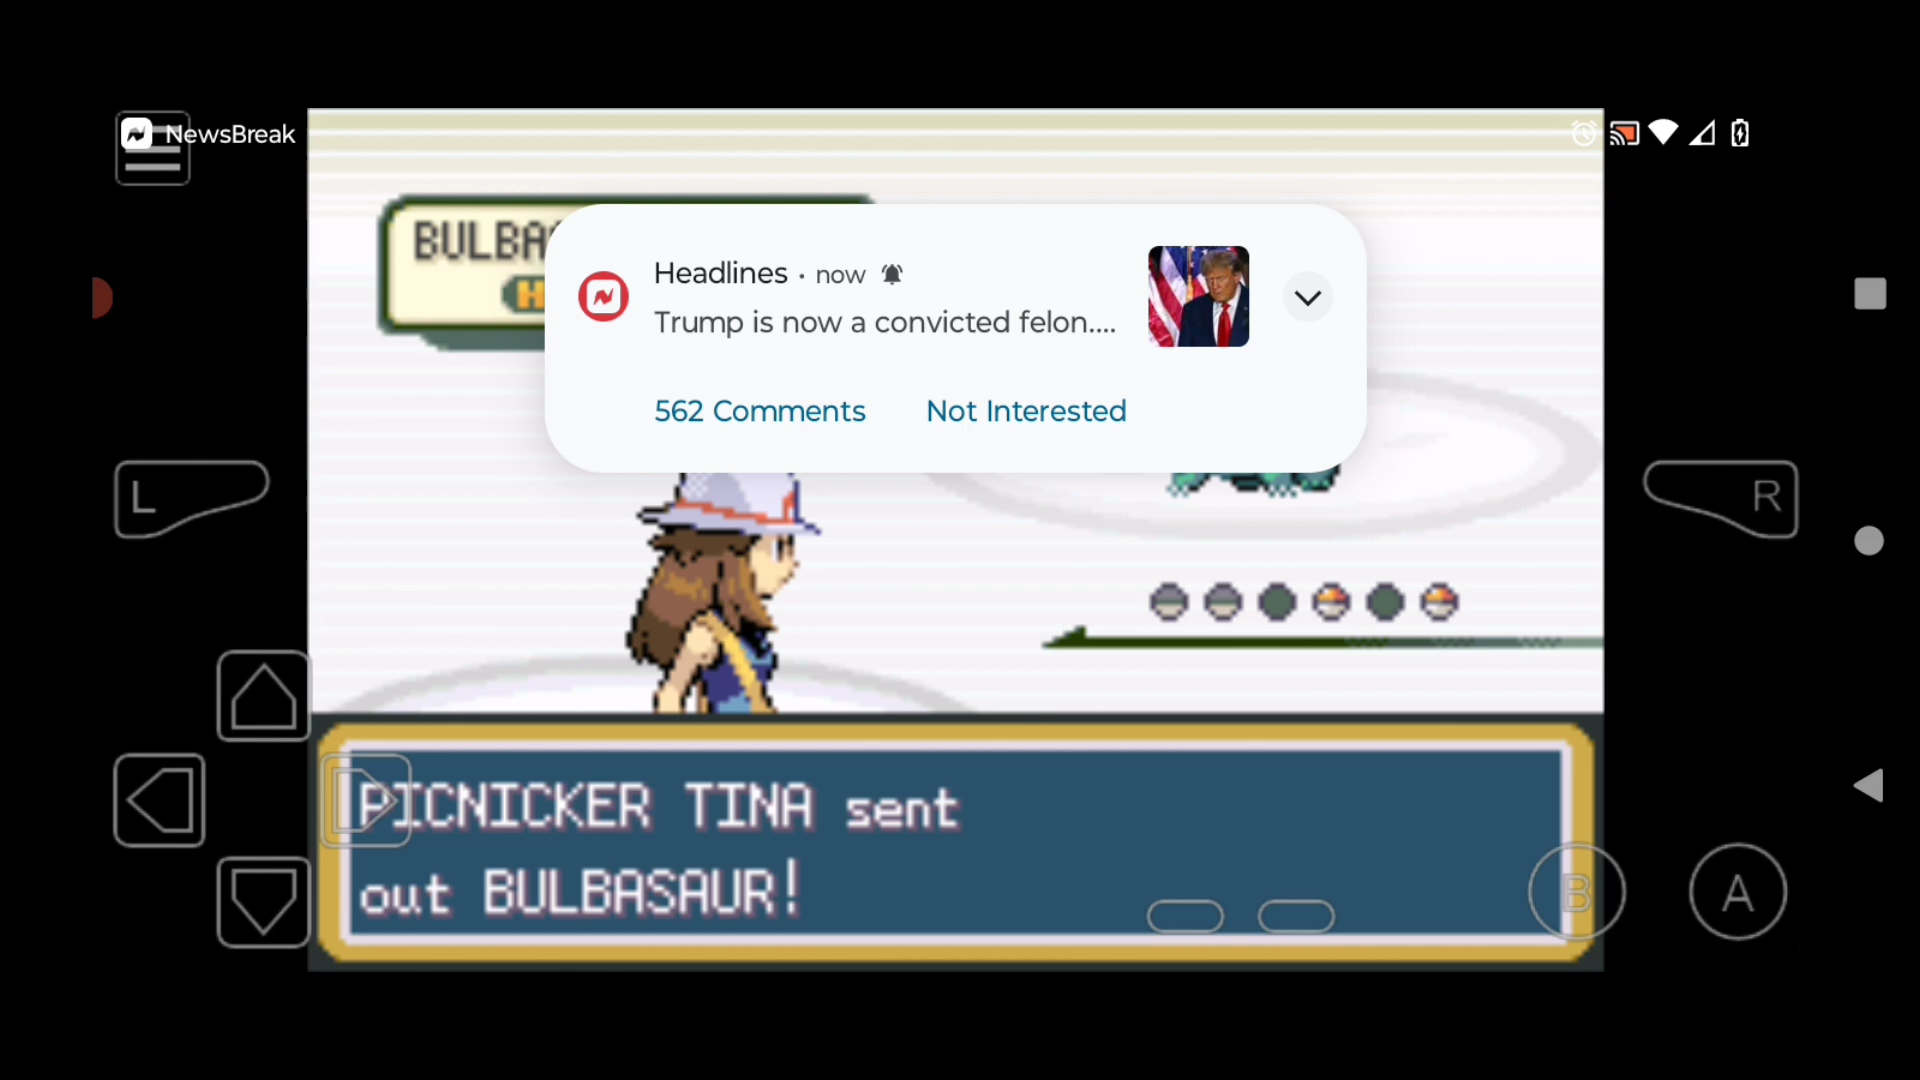 NewsBreak
BULBA
H
Headlines · now
Trump is now a convicted felon....
562 Comments
Not Interested
L
R
PICNICKER TINA sent
out BULBASAUR!
B
A